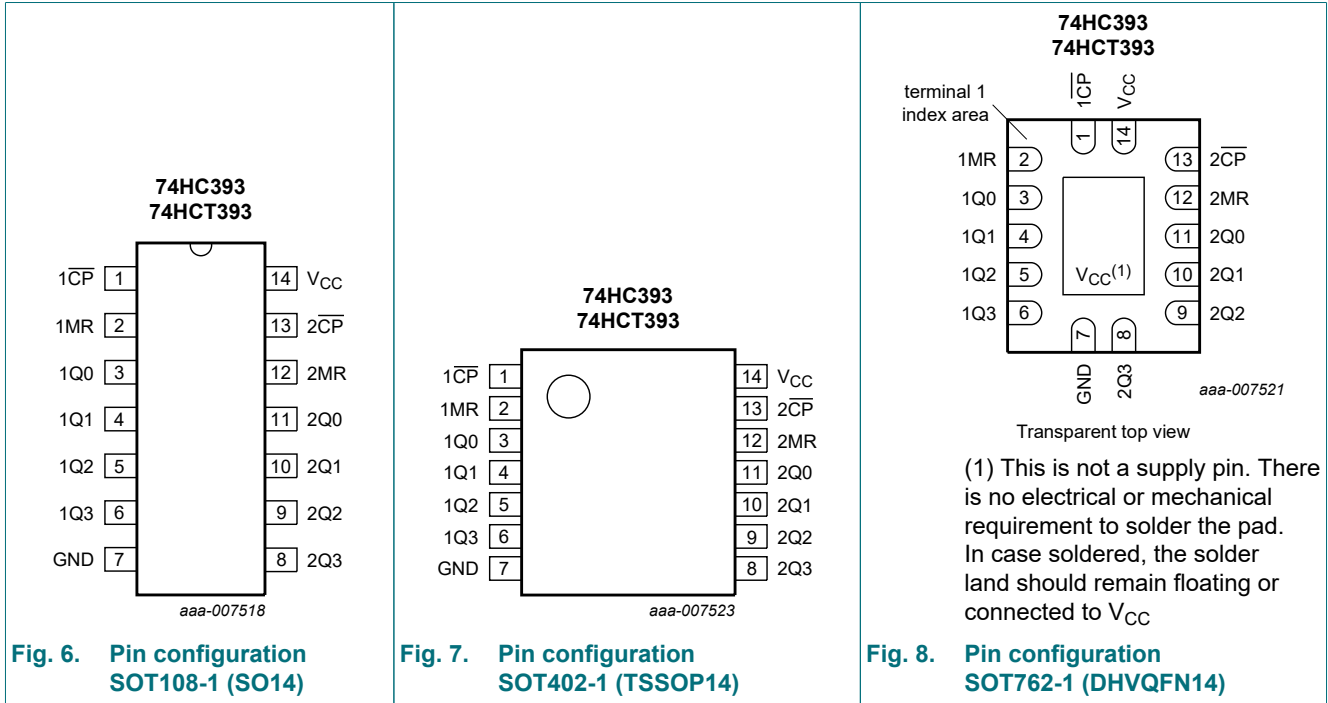 74HC393
74HCT393
1C̅P̅ 1
14 VCC
1MR 2
13 2C̅P̅
1Q0 3
12 2MR
1Q1 4
11 2Q0
1Q2 5
10 2Q1
1Q3 6
9 2Q2
GND 7
8 2Q3
aaa-007518
Fig. 6. Pin configuration
SOT108-1 (SO14)
74HC393
74HCT393
1C̅P̅ 1
14 VCC
1MR 2
13 2C̅P̅
1Q0 3
12 2MR
1Q1 4
11 2Q0
1Q2 5
10 2Q1
1Q3 6
9 2Q2
GND 7
8 2Q3
aaa-007523
Fig. 7. Pin configuration
SOT402-1 (TSSOP14)
74HC393
74HCT393
terminal 1
index area
1C̅P̅
VCC
1
14
1MR 2
13 2C̅P̅
1Q0 3
12 2MR
1Q1 4
11 2Q0
1Q2 5
VCC(1)
10 2Q1
1Q3 6
9 2Q2
7
8
GND
2Q3
aaa-007521
Transparent top view
(1) This is not a supply pin. There
is no electrical or mechanical
requirement to solder the pad.
In case soldered, the solder
land should remain floating or
connected to VCC
Fig. 8. Pin configuration
SOT762-1 (DHVQFN14)